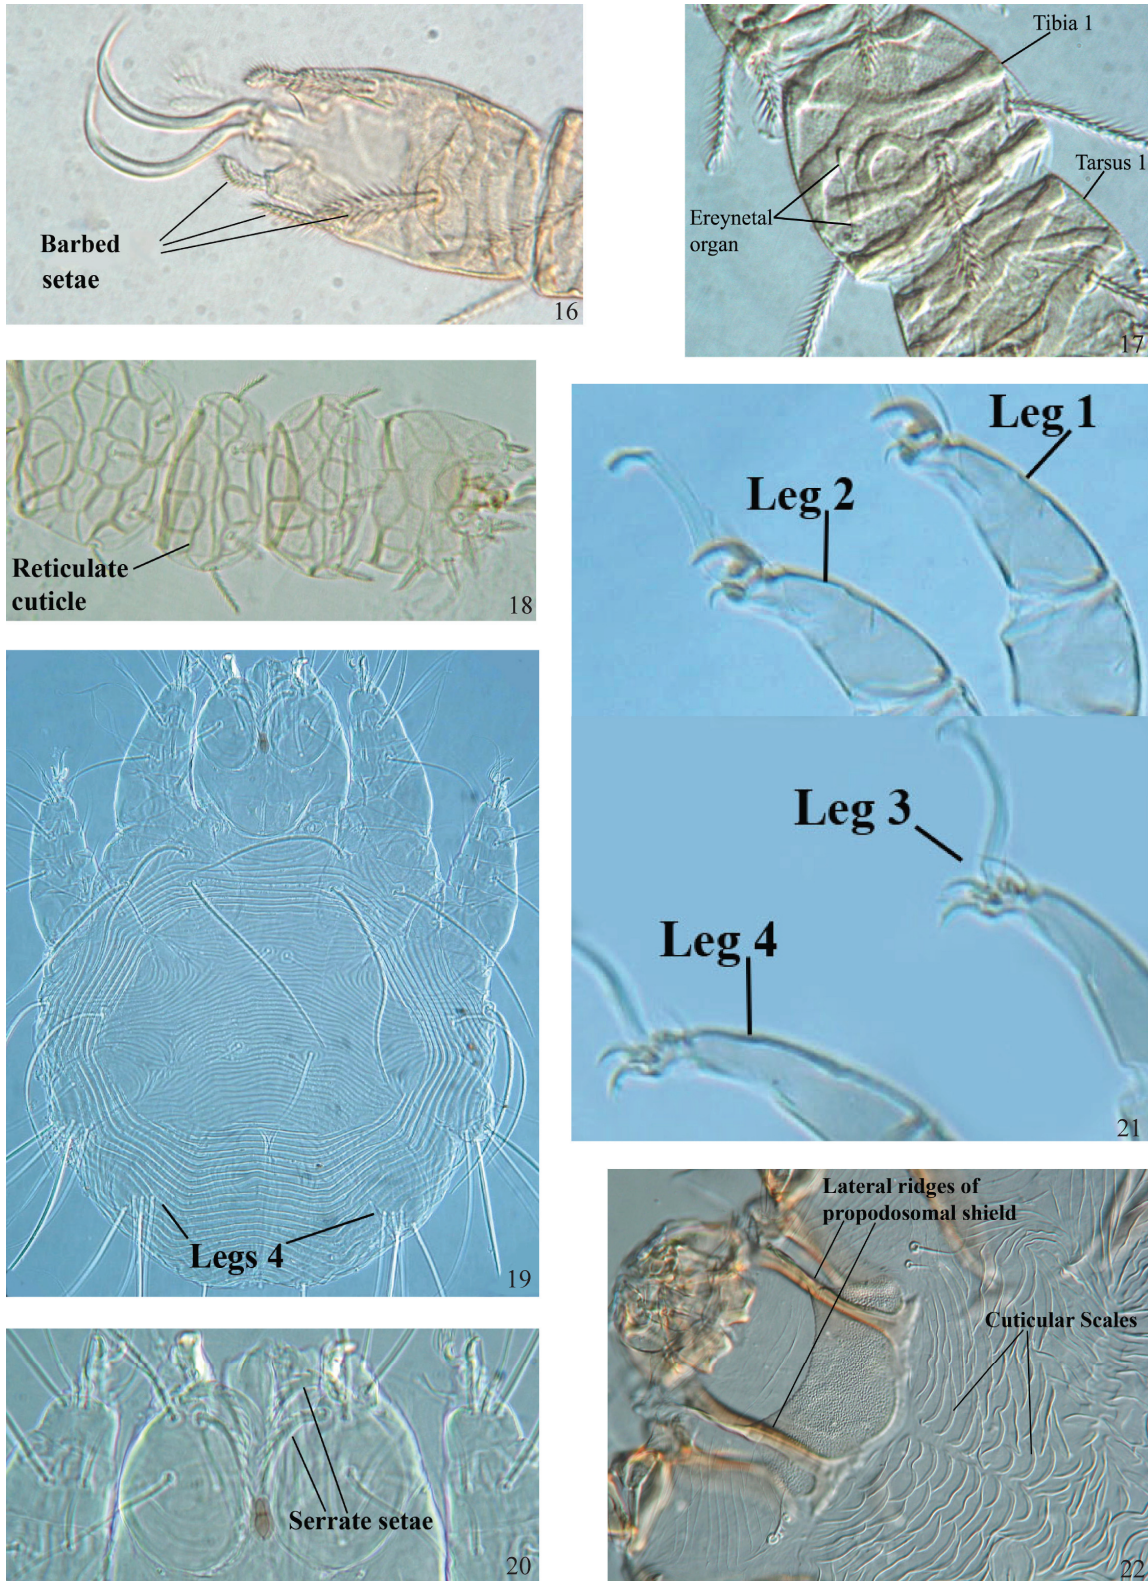 Barbed
setae
16
Tibia 1
Tarsus 1
Ereynetal
organ
17
Reticulate
cuticle
18
Leg 1
Leg 2
Leg 3
Leg 4
21
Legs 4
19
Serrate setae
20
Lateral ridges of
propodosomal shield
Cuticular Scales
22